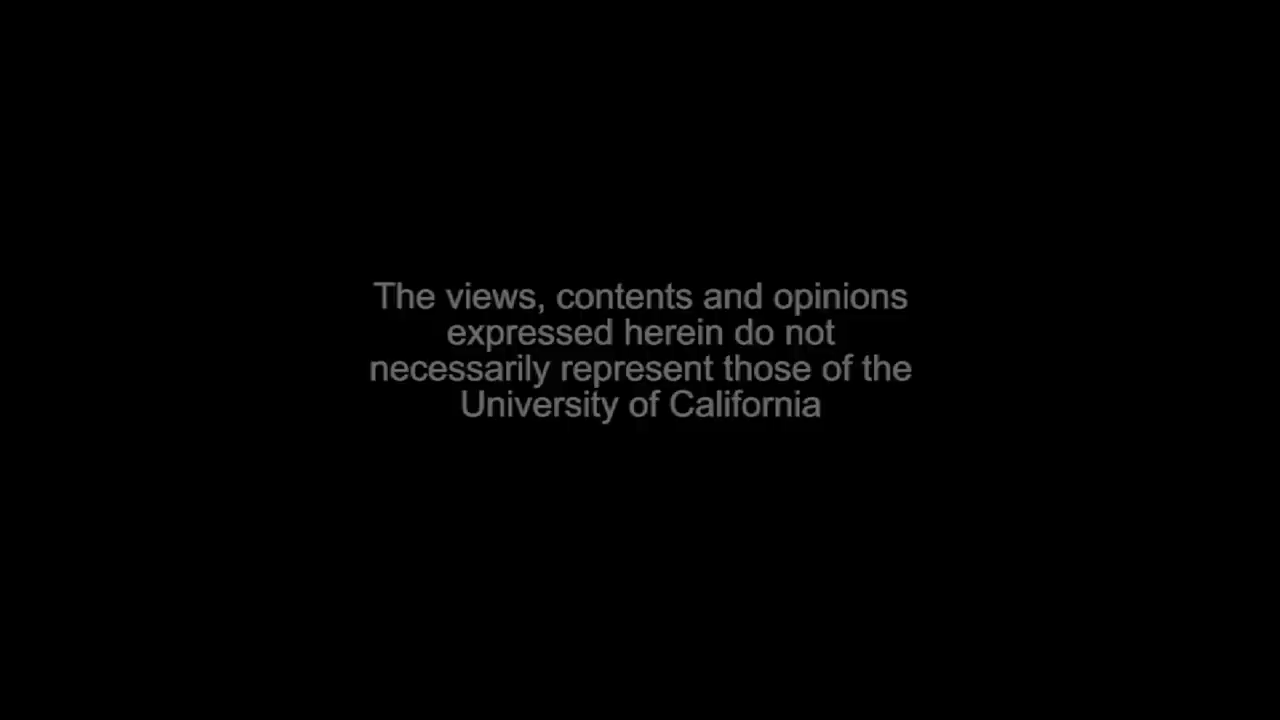 The views, contents and opinions
expressed herein do not
necessarily represent those of the
University of California